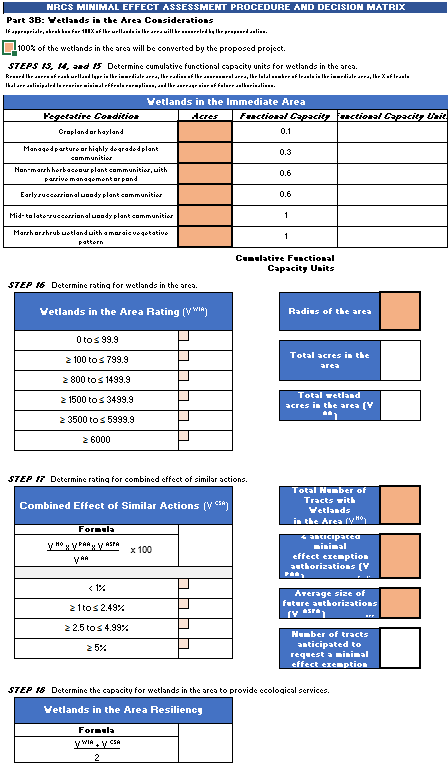 NRCS MINIMAL EFFECT ASSESSMENT PROCEDURE AND DECISION MATRIX
Part 3B: Wetlands in the Area Considerations
If appropriate, check box for 100% of the wetlands in the area will be converted by the proposed action.
100% of the wetlands in the area will be converted by the proposed project.
STEPS 13, 14, and 15 Determine cumulative functional capacity units for wetlands in the area.
Record the acres of each wetland type in the immediate area, the radius of the assessment area, the total number of tracts in the immediate area, the % of tracts
that are anticipated to receive minimal effects exemptions, and the average size of future authorizations.
Wetlands in the Immediate Area
Vegetative Condition Acres Functional Capacity unctional Capacity Unit
Cropland or hayland 0.1
Managed pasture or highly degraded plant
communities 0.3
Non-marsh herbaceous plant communities, with
passive management or pond 0.6
Early successional woody plant communities 0.6
Mid- to late-successional woody plant communities 1
Marsh or shrub wetland with a mosaic vegetative
pattern 1
Cumulative Functional
Capacity Units
STEP 16 Determine rating for wetlands in the area.
Wetlands in the Area Rating (V WIA)
0 to ≤ 99.9
≥ 100 to ≤ 799.9
≥ 800 to ≤ 1499.9
≥ 1500 to ≤ 3499.9
≥ 3500 to ≤ 5999.9
≥ 6000
Radius of the area
Total acres in the
area
Total wetland
acres in the area (V
AA)
STEP 17 Determine rating for combined effect of similar actions.
Combined Effect of Similar Actions (V CSA)
Formula
V NO x V PAA x V ASFA x 100
V AA
< 1%
≥ 1 to ≤ 2.49%
≥ 2.5 to ≤ 4.99%
≥ 5%
Total Number of
Tracts with
Wetlands
in the Area (V NO)
% anticipated
minimal
effect exemption
authorizations (V
PAA)
Average size of
future authorizations
(V ASFA)
Number of tracts
anticipated to
request a minimal
effect exemption
STEP 18 Determine the capacity for wetlands in the area to provide ecological services.
Wetlands in the Area Resiliency
Formula
V WIA + V CSA
2